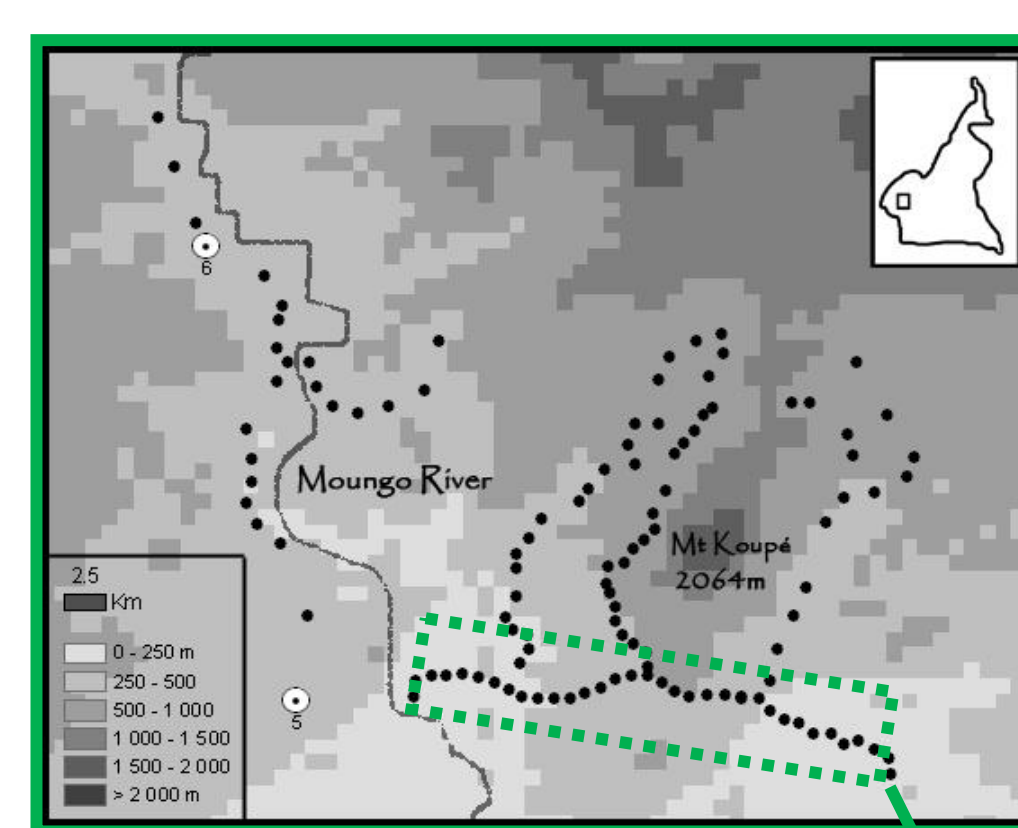 6
Moungo River
Mt Koupé
2064m
2.5
Km
0 - 250 m
250 - 500
500 - 1 000
1 000 - 1 500
1 500 - 2 000
> 2 000 m
5